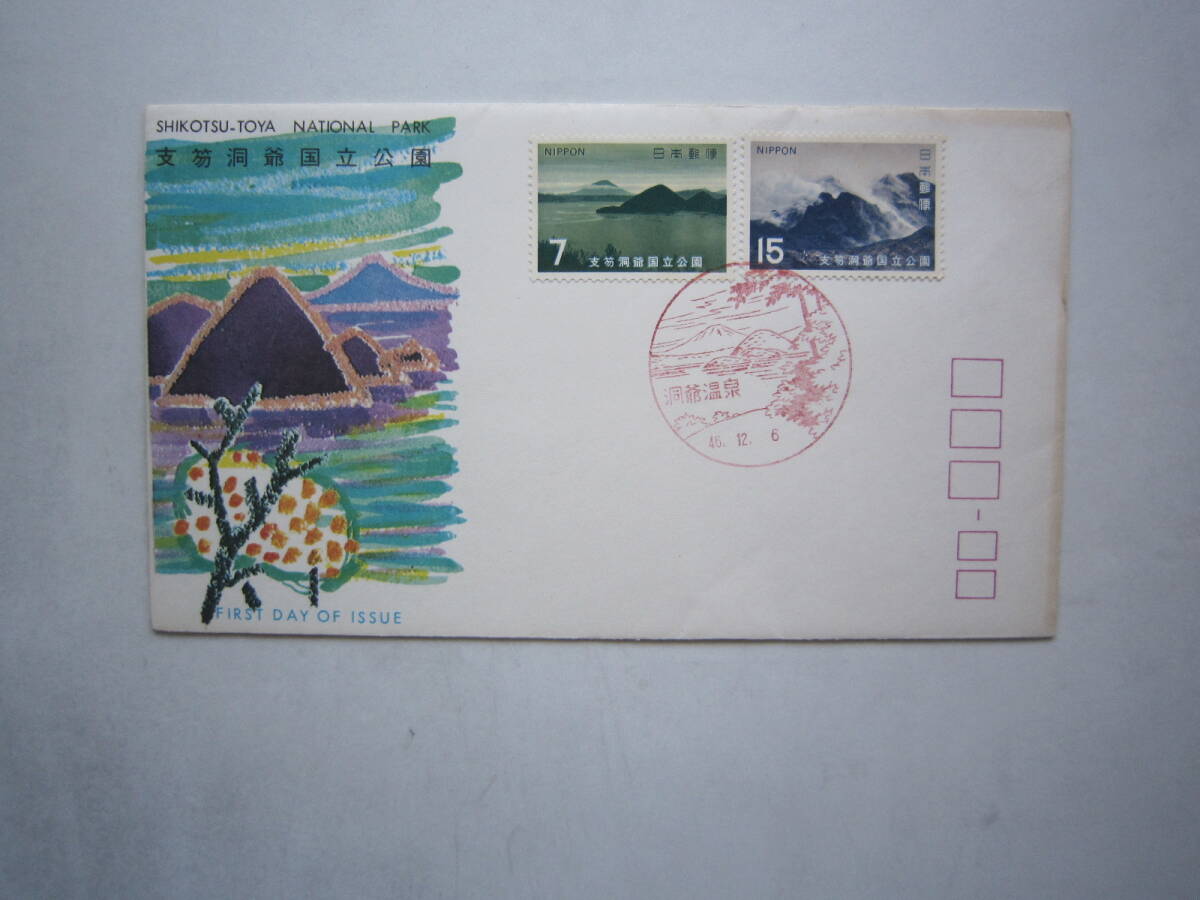 SHIKOTSU-TOYA NATIONAL PARK
支笏洞爺国立公園
NIPPON 日本郵便
7 支笏洞爺国立公園
NIPPON 日本郵便
15 支笏洞爺国立公園
洞爺温泉
46. 12. 6
FIRST DAY OF ISSUE